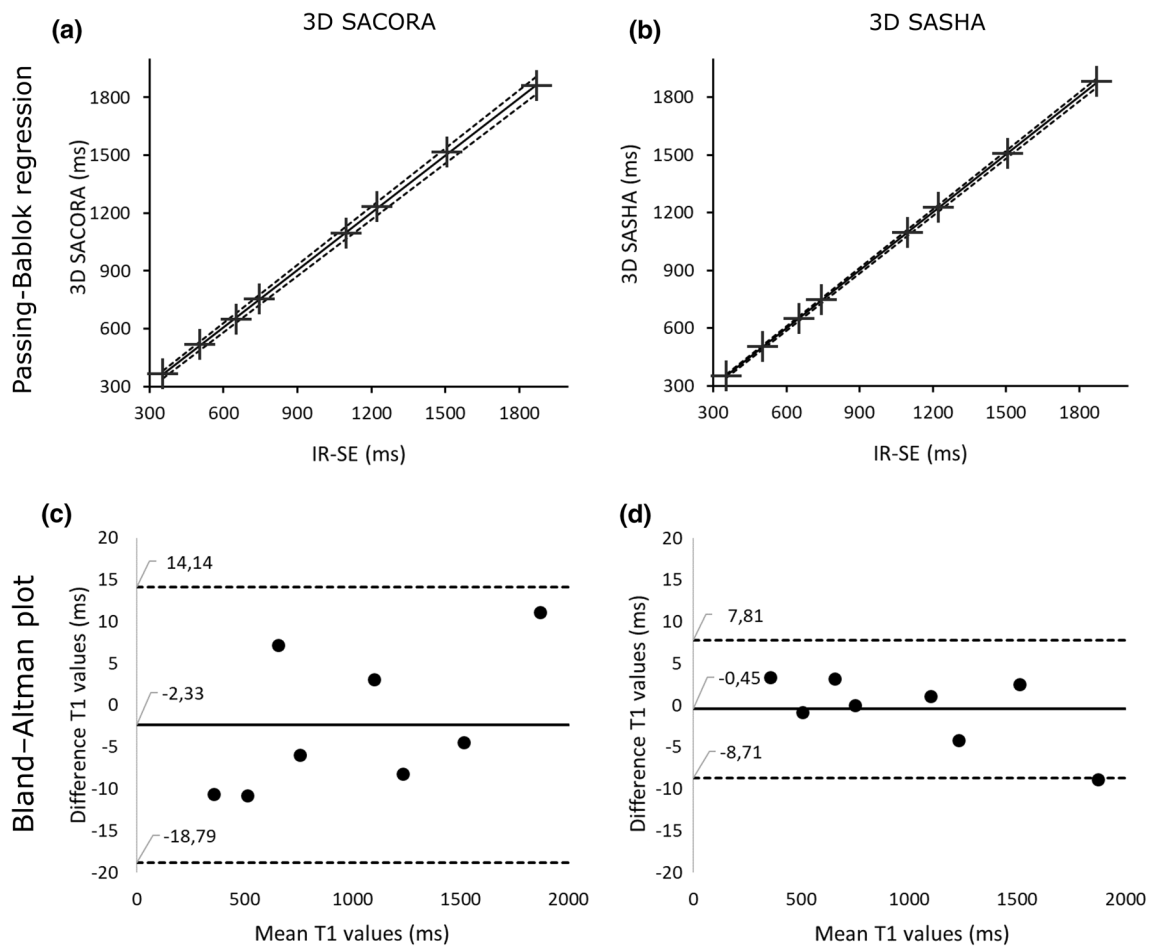 3D SACORA
3D SASHA
(a)
(b)
Passing-Bablok regression
3D SACORA (ms)
1800
1500
1200
900
600
300
300 600 900 1200 1500 1800
IR-SE (ms)
3D SASHA (ms)
1800
1500
1200
900
600
300
300 600 900 1200 1500 1800
IR-SE (ms)
(c)
(d)
Bland–Altman plot
Difference T1 values (ms)
20
15
10
5
0
-5
-10
-15
-20
14,14
-2,33
-18,79
0 500 1000 1500 2000
Mean T1 values (ms)
Difference T1 values (ms)
20
15
10
5
0
-5
-10
-15
-20
7,81
-0,45
-8,71
0 500 1000 1500 2000
Mean T1 values (ms)